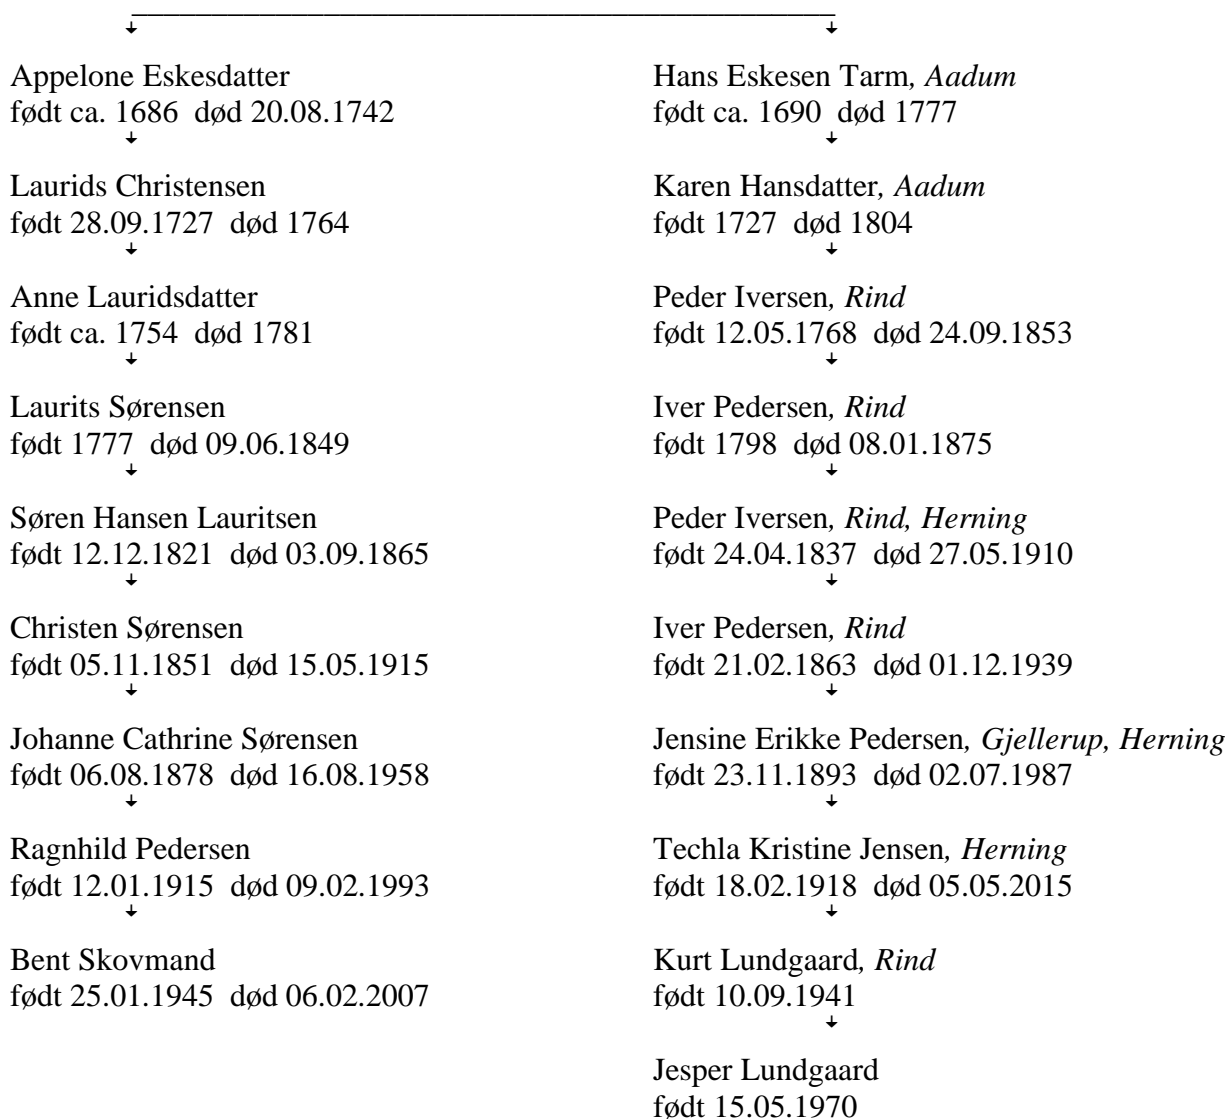 Appelone Eskesdatter
født ca. 1686  død 20.08.1742
Laurids Christensen
født 28.09.1727  død 1764
Anne Lauridsdatter
født ca. 1754  død 1781
Laurits Sørensen
født 1777  død 09.06.1849
Søren Hansen Lauritsen
født 12.12.1821  død 03.09.1865
Christen Sørensen
født 05.11.1851  død 15.05.1915
Johanne Cathrine Sørensen
født 06.08.1878  død 16.08.1958
Ragnhild Pedersen
født 12.01.1915  død 09.02.1993
Bent Skovmand
født 25.01.1945  død 06.02.2007
Hans Eskesen Tarm, Aadum
født ca. 1690  død 1777
Karen Hansdatter, Aadum
født 1727  død 1804
Peder Iversen, Rind
født 12.05.1768  død 24.09.1853
Iver Pedersen, Rind
født 1798  død 08.01.1875
Peder Iversen, Rind, Herning
født 24.04.1837  død 27.05.1910
Iver Pedersen, Rind
født 21.02.1863  død 01.12.1939
Jensine Erikke Pedersen, Gjellerup, Herning
født 23.11.1893  død 02.07.1987
Techla Kristine Jensen, Herning
født 18.02.1918  død 05.05.2015
Kurt Lundgaard, Rind
født 10.09.1941
Jesper Lundgaard
født 15.05.1970